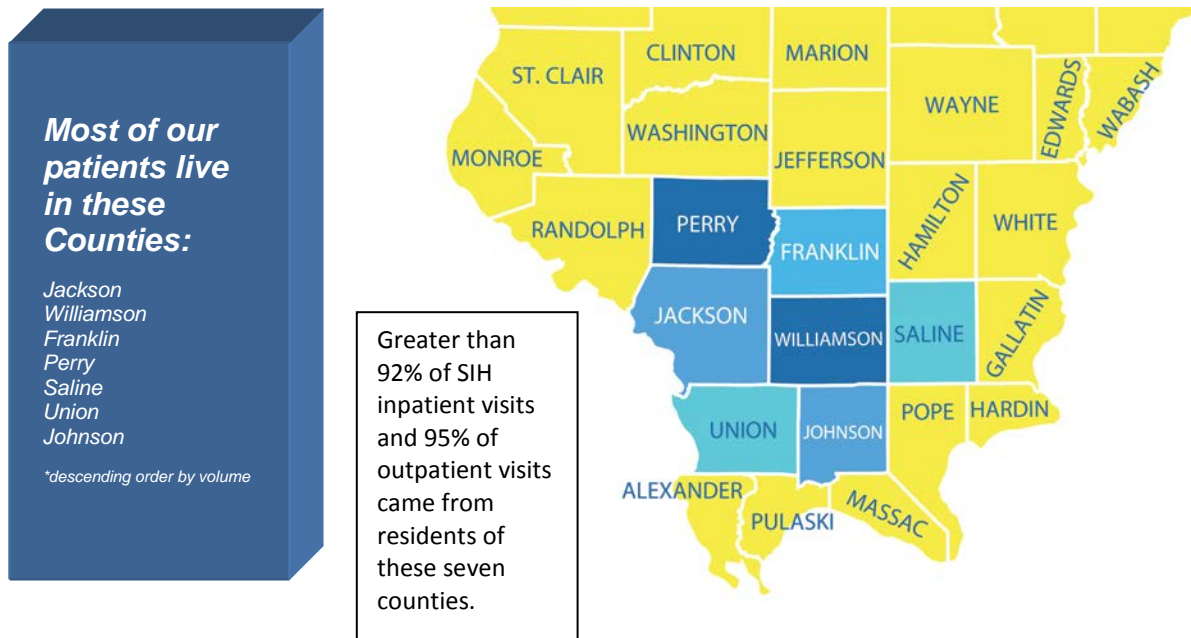 Most of our
patients live
in these
Counties:
Jackson
Williamson
Franklin
Perry
Saline
Union
Johnson
*descending order by volume
Greater than
92% of SIH
inpatient visits
and 95% of
outpatient visits
came from
residents of
these seven
counties.
CLINTON
MARION
ST. CLAIR
WAYNE
EDWARDS
WABASH
WASHINGTON
MONROE
JEFFERSON
RANDOLPH
PERRY
HAMILTON
WHITE
FRANKLIN
JACKSON
WILLIAMSON
SALINE
GALLATIN
UNION
JOHNSON
POPE
HARDIN
ALEXANDER
PULASKI
MASSAC